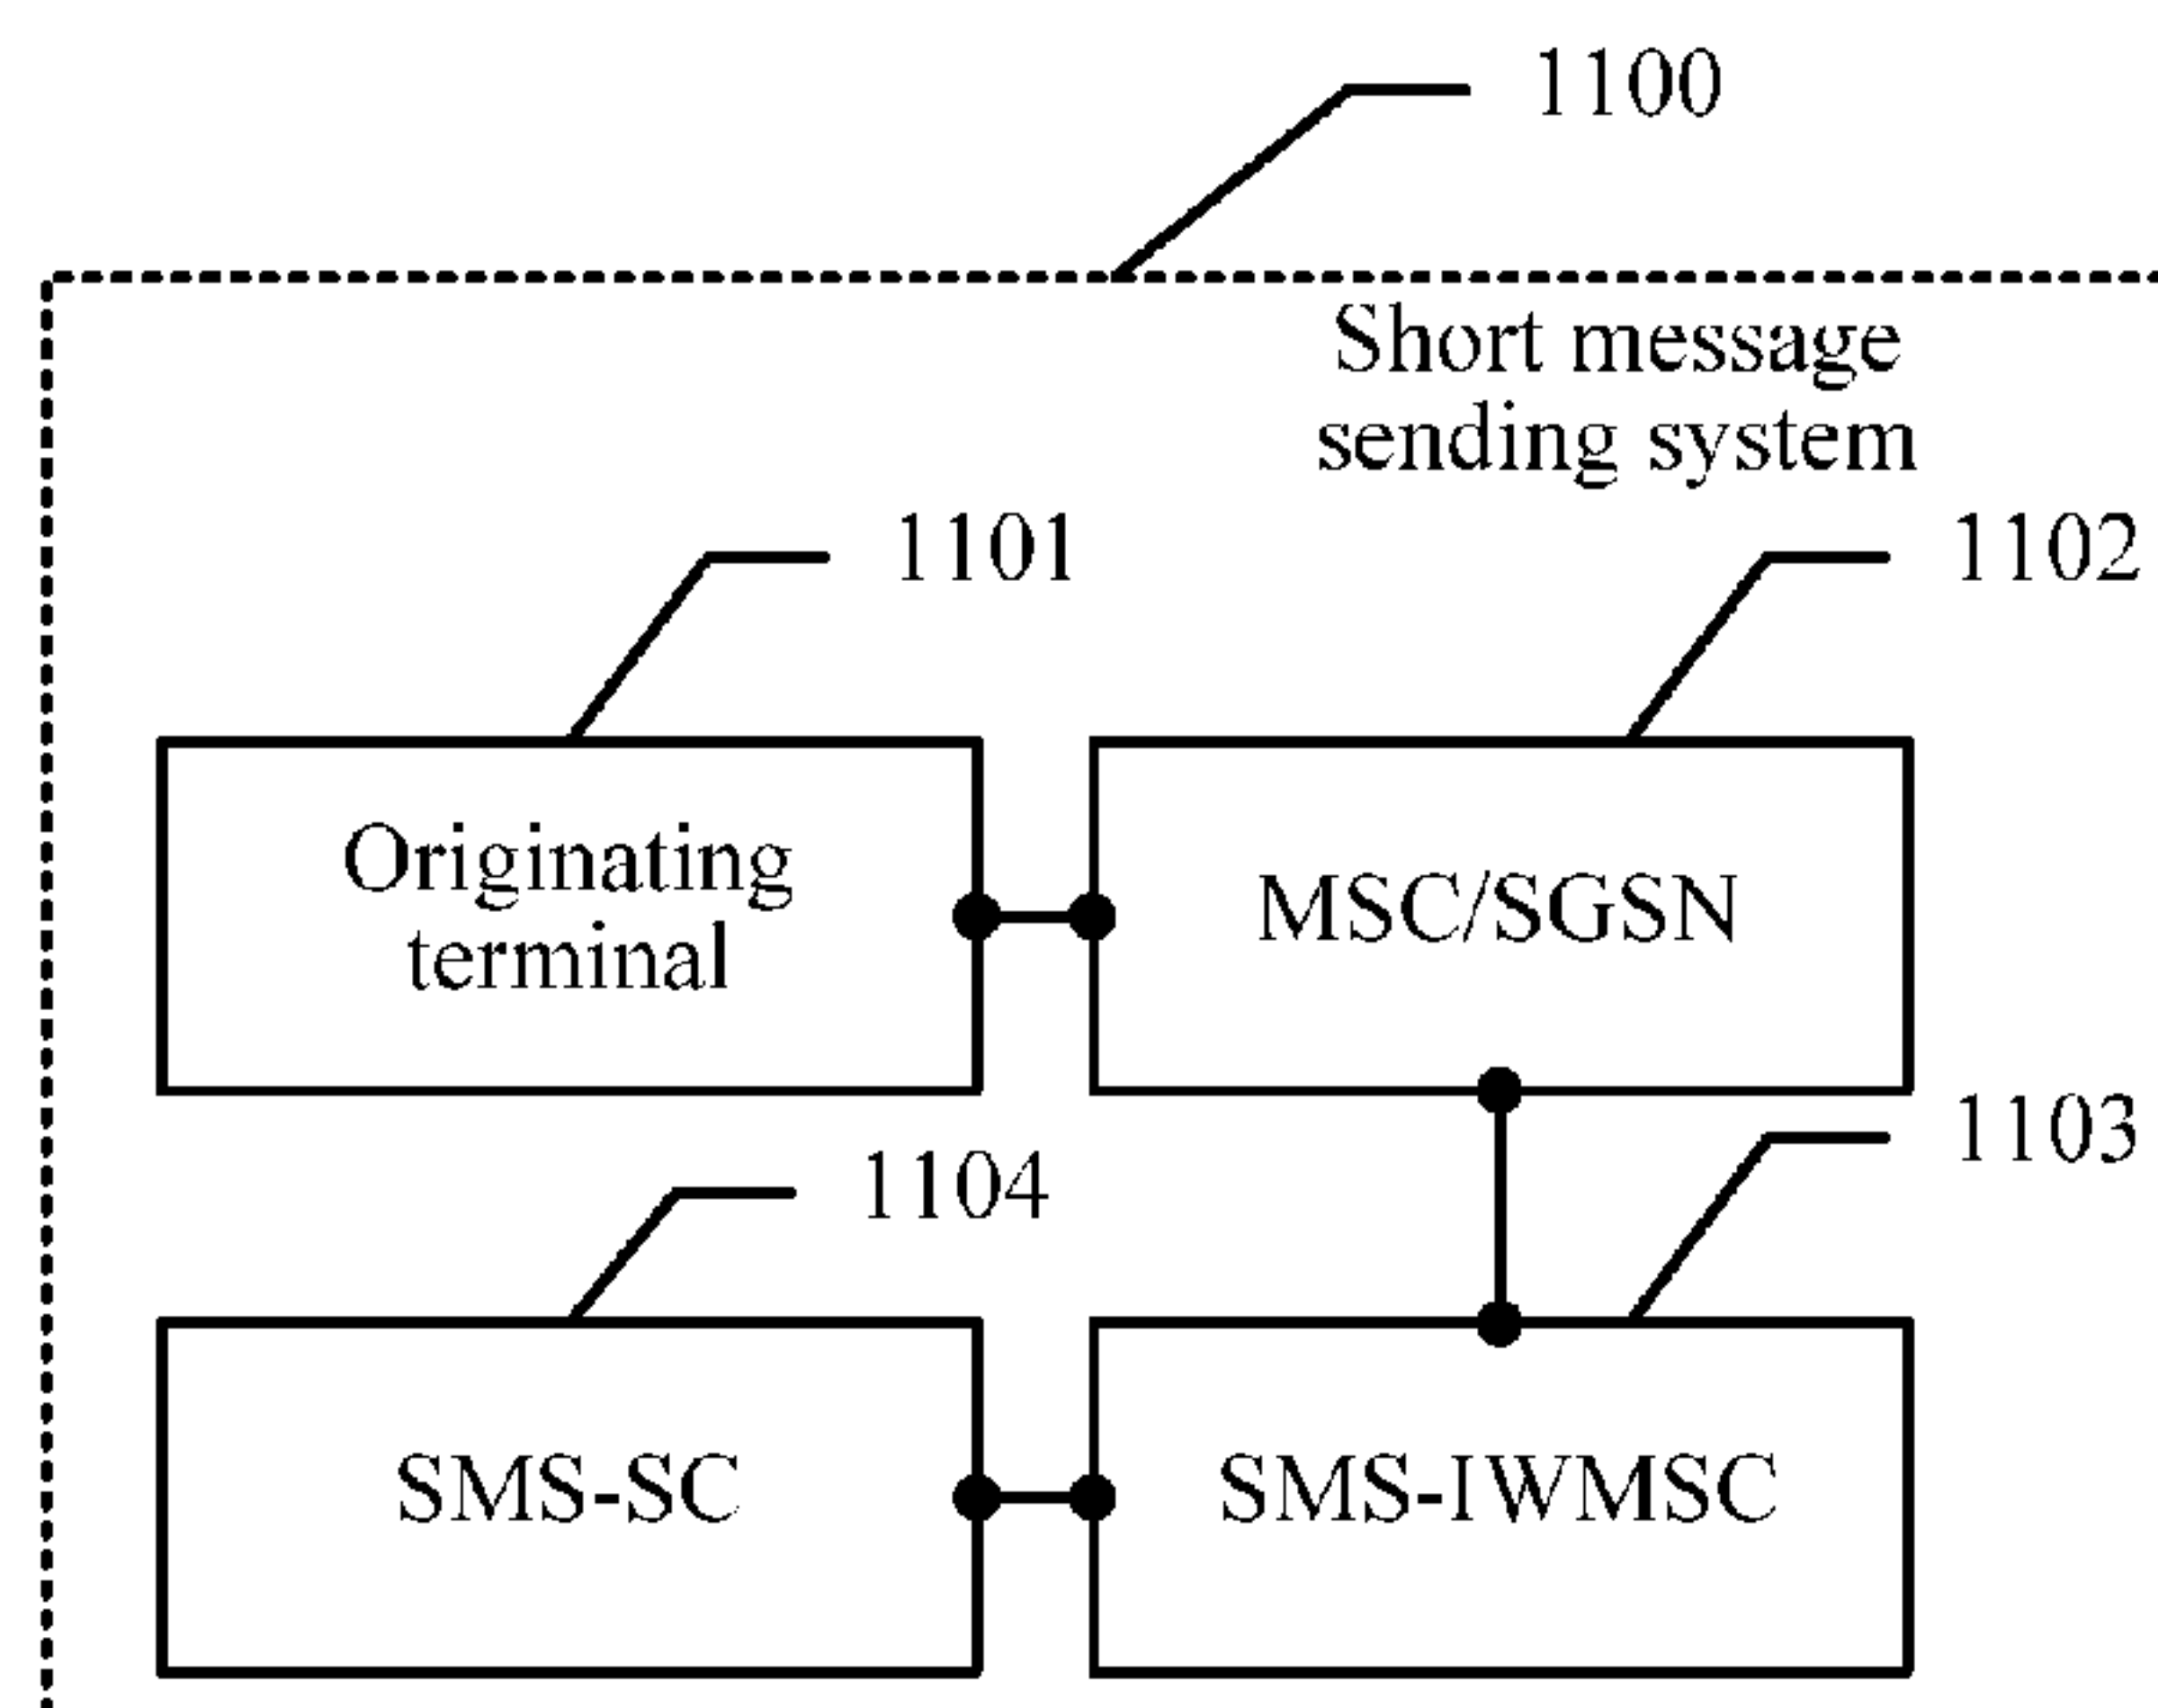 1100
Short message
sending system
1101
1102
Originating
terminal
MSC/SGSN
1103
1104
SMS-SC
SMS-IWMSC